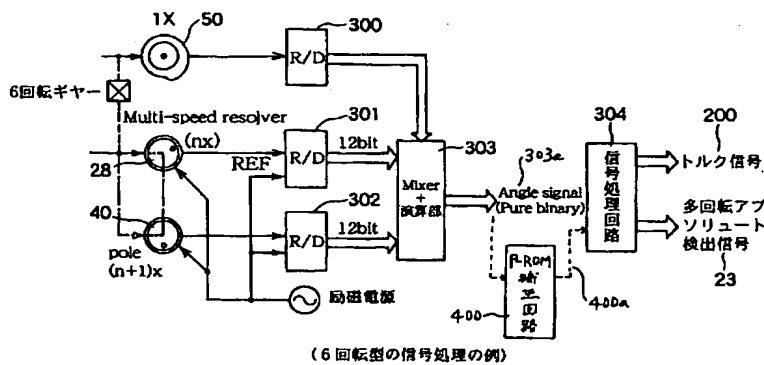 1X
50
300
R/D
6回転ギヤー
Multi-speed resolver
(nx)
28
REF
301
R/D
12bit
303
Mixer
+
演算部
303a
Angle signal
(Pure binary)
304
信号処理回路
200
トルク信号
多回転アブ
ソリュート
検出信号
23
40
pole
(n+1)x
302
R/D
12bit
励磁電源
P-ROM
補正回路
400
400a
(6回転型の信号処理の例)